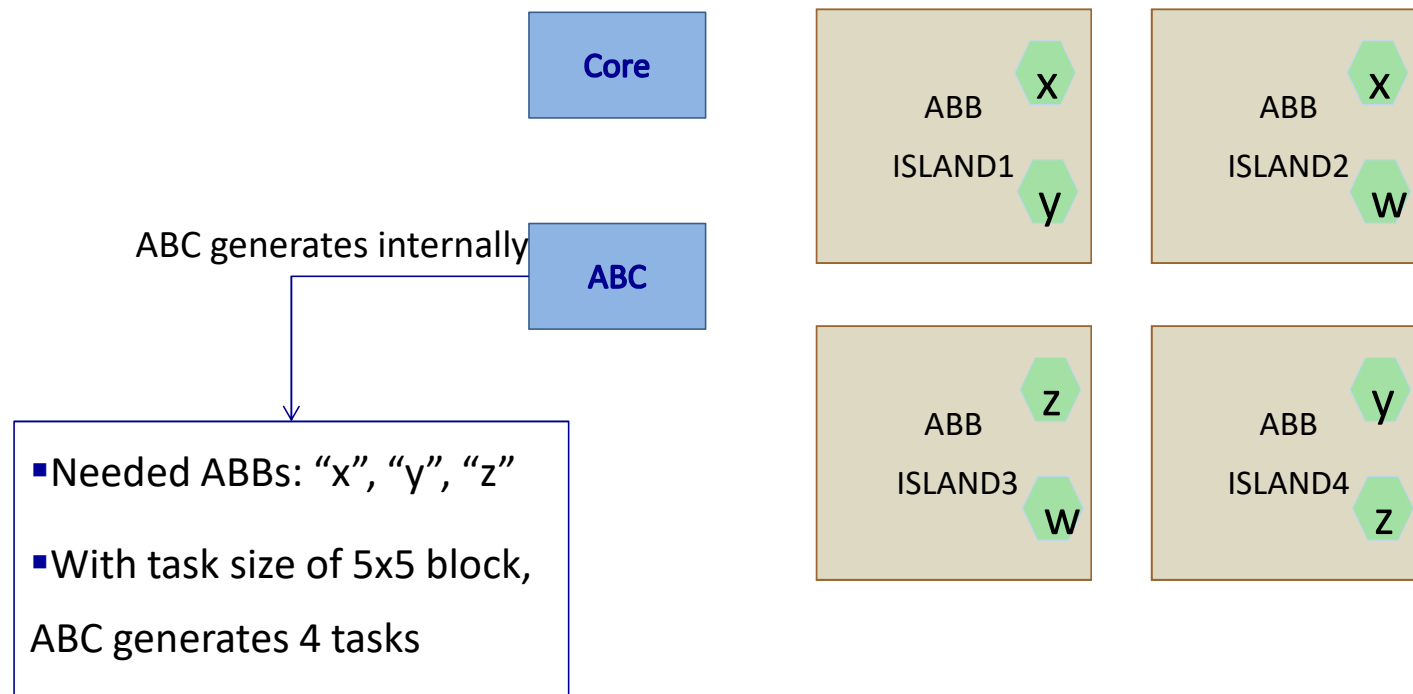 Core
ABC generates internally
ABC
▪Needed ABBs: “x”, “y”, “z”
▪With task size of 5x5 block,
ABC generates 4 tasks
ABB
ISLAND1
x
y
ABB
ISLAND2
x
w
ABB
ISLAND3
z
w
ABB
ISLAND4
y
z